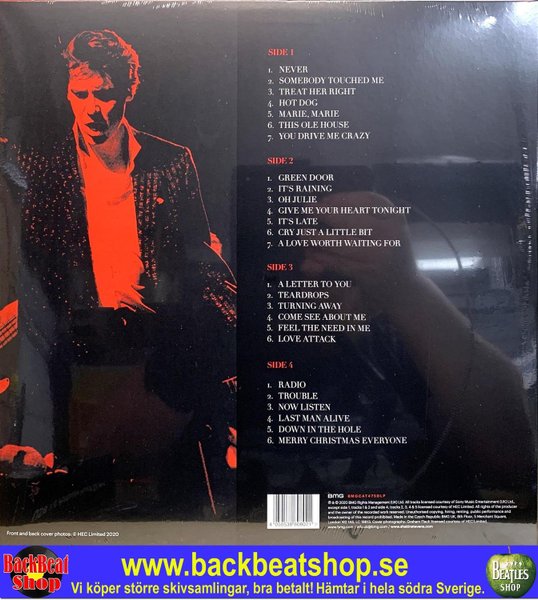 SIDE 1
1. NEVER
2. SOMEBODY TOUCHED ME
3. TREAT HER RIGHT
4. HOT DOG
5. MARIE, MARIE
6. THIS OLE HOUSE
7. YOU DRIVE ME CRAZY
SIDE 2
1. GREEN DOOR
2. IT'S RAINING
3. OH JULIE
4. GIVE ME YOUR HEART TONIGHT
5. IT'S LATE
6. CRY JUST A LITTLE BIT
7. A LOVE WORTH WAITING FOR
SIDE 3
1. A LETTER TO YOU
2. TEARDROPS
3. TURNING AWAY
4. COME SEE ABOUT ME
5. FEEL THE NEED IN ME
6. LOVE ATTACK
SIDE 4
1. RADIO
2. TROUBLE
3. NOW LISTEN
4. LAST MAN ALIVE
5. DOWN IN THE HOLE
6. MERRY CHRISTMAS EVERYONE
BMG
Front and back cover photos: © HEC Limited 2020
BackBeat
Shop
www.backbeatshop.se
Vi köper större skivsamlingar, bra betalt! Hämtar i hela södra Sverige.
BEATLES
SHOP